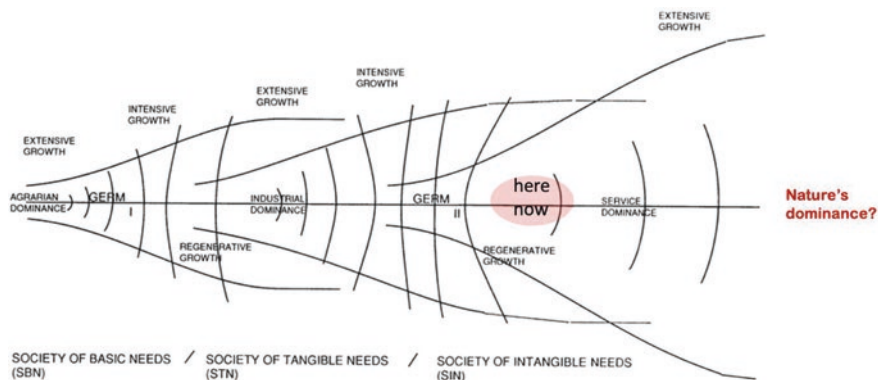 EXTENSIVE
GROWTH
INTENSIVE
GROWTH
EXTENSIVE
GROWTH
INTENSIVE
GROWTH
EXTENSIVE
GROWTH
AGRARIAN
DOMINANCE
GERM
I
INDUSTRIAL
DOMINANCE
GERM
II
here
now
SERVICE
DOMINANCE
Nature's
dominance?
REGENERATIVE
GROWTH
REGENERATIVE
GROWTH
SOCIETY OF BASIC NEEDS / SOCIETY OF TANGIBLE NEEDS / SOCIETY OF INTANGIBLE NEEDS
(SBN) (STN) (SIN)